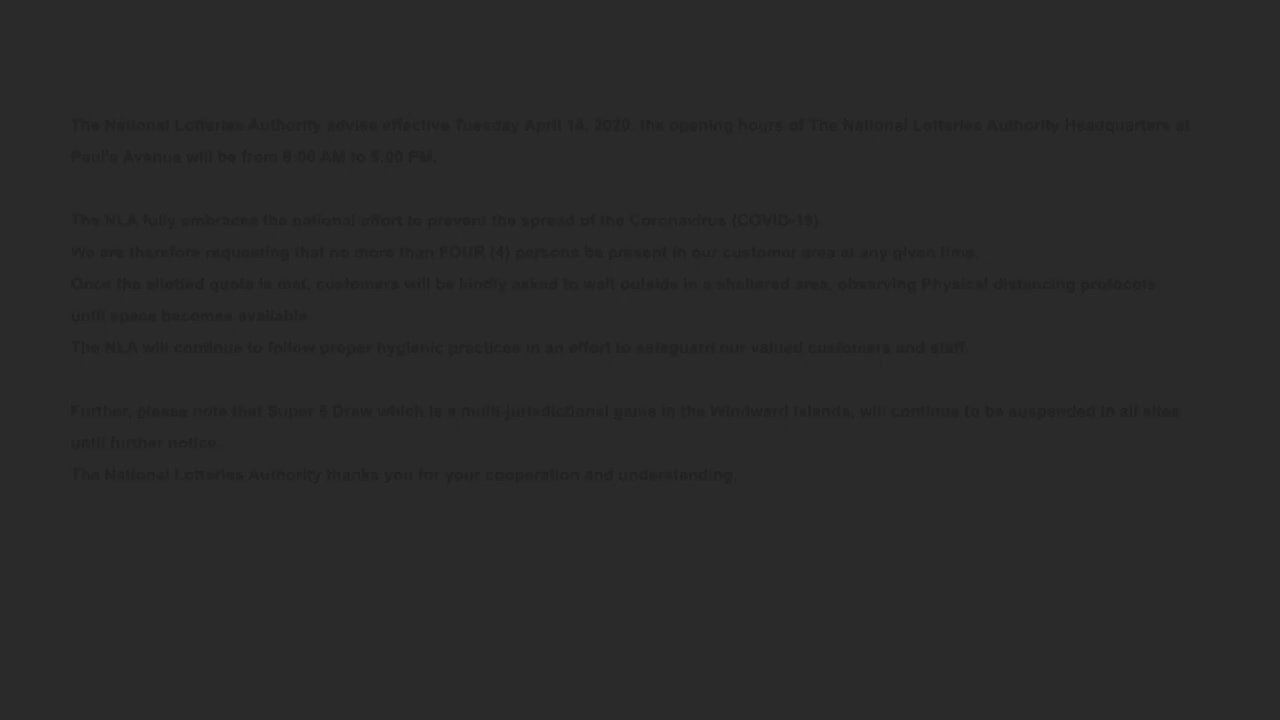 The National Lotteries Authority advise effective Tuesday April 14, 2020, the opening hours of The National Lotteries Authority Headquarters at
Paul's Avenue will be from 8:00 AM to PM.
The NLA fully embraces the national effort to prevent the spread of the Coronavirus (COVID-19).
We are therefore requesting that no more than FOUR (4) persons be present in our customer area at any given time.
Once the allotted quota is met, customers will be kindly asked to wait outside in a sheltered area, observing Physical distancing protocols
until space becomes available.
The NLA will continue to follow proper hygienic practices in an effort to safeguard our valued customers and staff.
Further, please note that Super 6 Draw which is a multi-jurisdictional game in the Windward Islands, will continue to be suspended in all sites
until further notice.
The National Lotteries Authority thanks you for your cooperation and understanding.